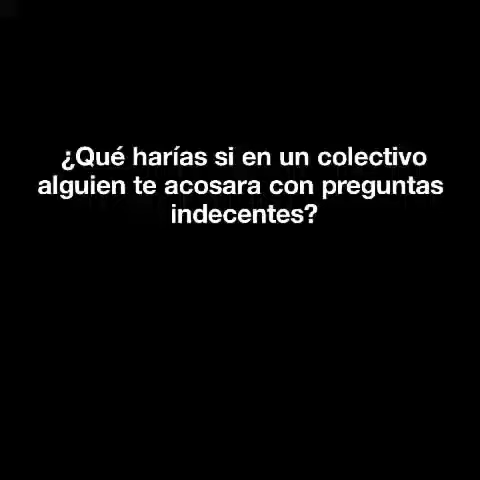 ¿Qué harías si en un colectivo
alguien te acosara con preguntas
indecentes?